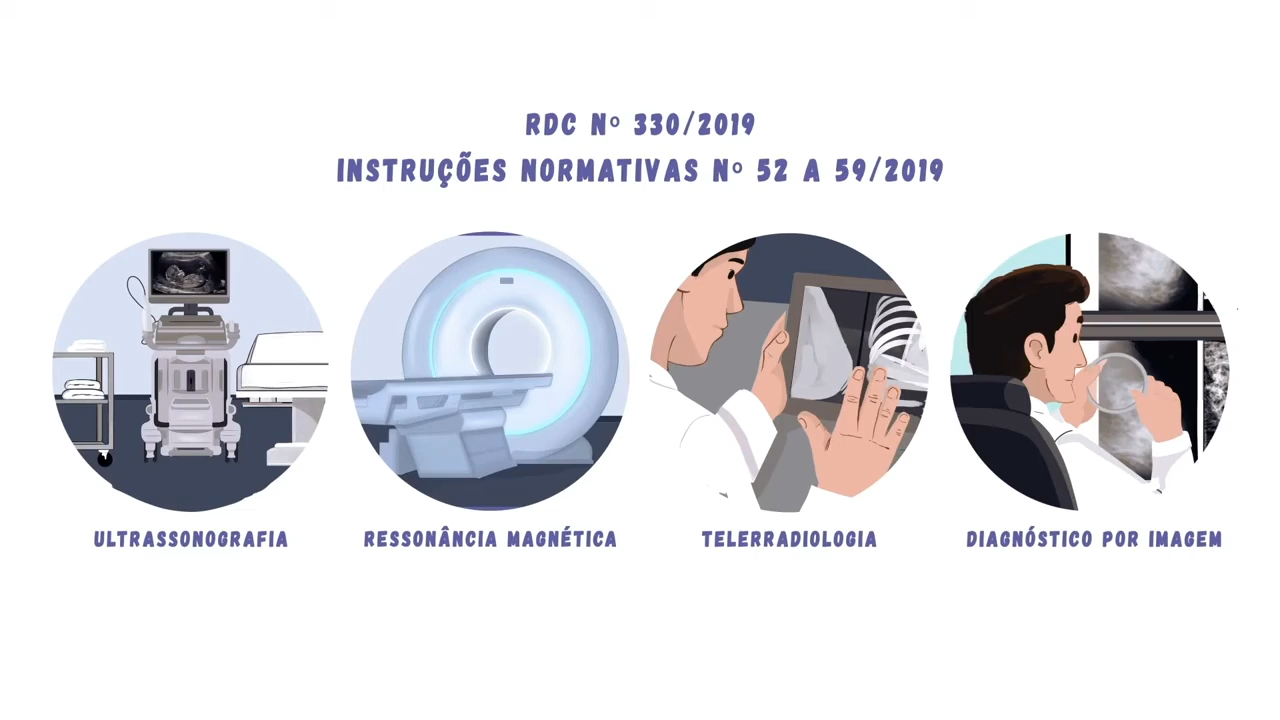 RDC Nº 330/2019
INSTRUÇÕES NORMATIVAS Nº 52 A 59/2019
ULTRASSONOGRAFIA
RESSONÂNCIA MAGNÉTICA
TELERRADIOLOGIA
DIAGNÓSTICO POR IMAGEM